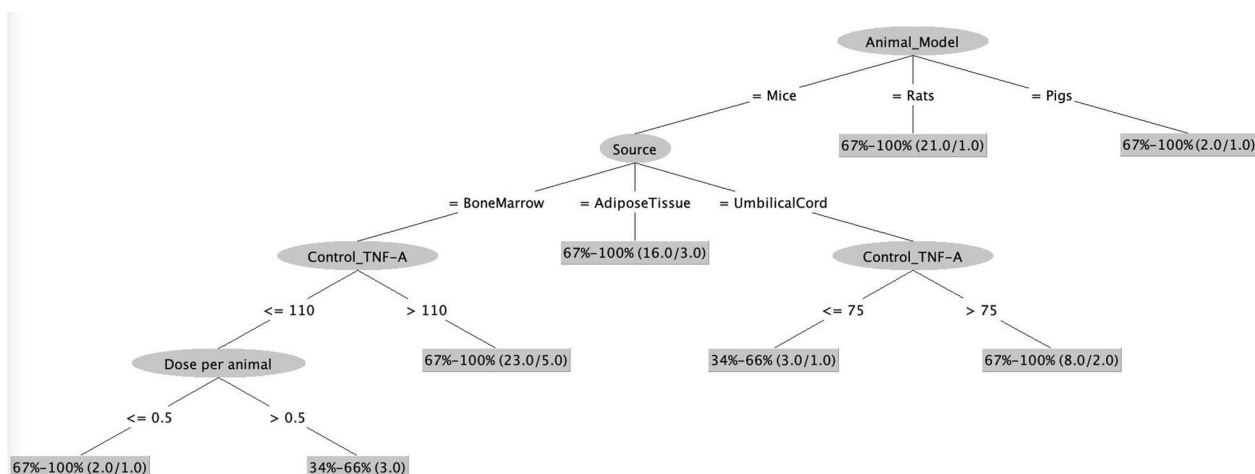 Animal_Model
= Mice
= Rats
= Pigs
Source
67%-100% (21.0/1.0)
67%-100% (2.0/1.0)
= BoneMarrow
= AdiposeTissue
= UmbilicalCord
Control_TNF-A
67%-100% (16.0/3.0)
Control_TNF-A
<= 110
> 110
<= 75
> 75
Dose per animal
67%-100% (23.0/5.0)
34%-66% (3.0/1.0)
67%-100% (8.0/2.0)
<= 0.5
> 0.5
67%-100% (2.0/1.0)
34%-66% (3.0)